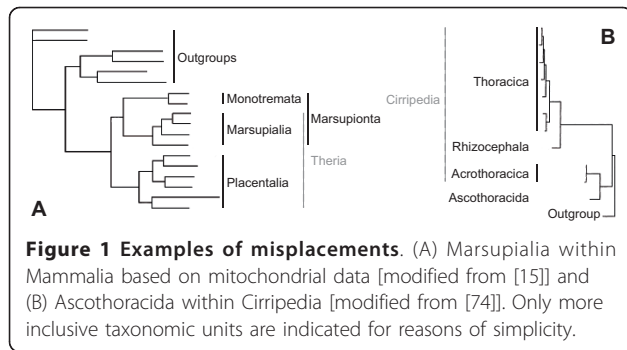 Outgroups
Monotremata
Marsupialia
Marsupionta
Theria
Placentalia
A
B
Thoracica
Cirripedia
Rhizocephala
Acrothoracica
Ascothoracida
Outgroup
Figure 1 Examples of misplacements. (A) Marsupialia within
Mammalia based on mitochondrial data [modified from [15]] and
(B) Ascothoracida within Cirripedia [modified from [74]]. Only more
inclusive taxonomic units are indicated for reasons of simplicity.